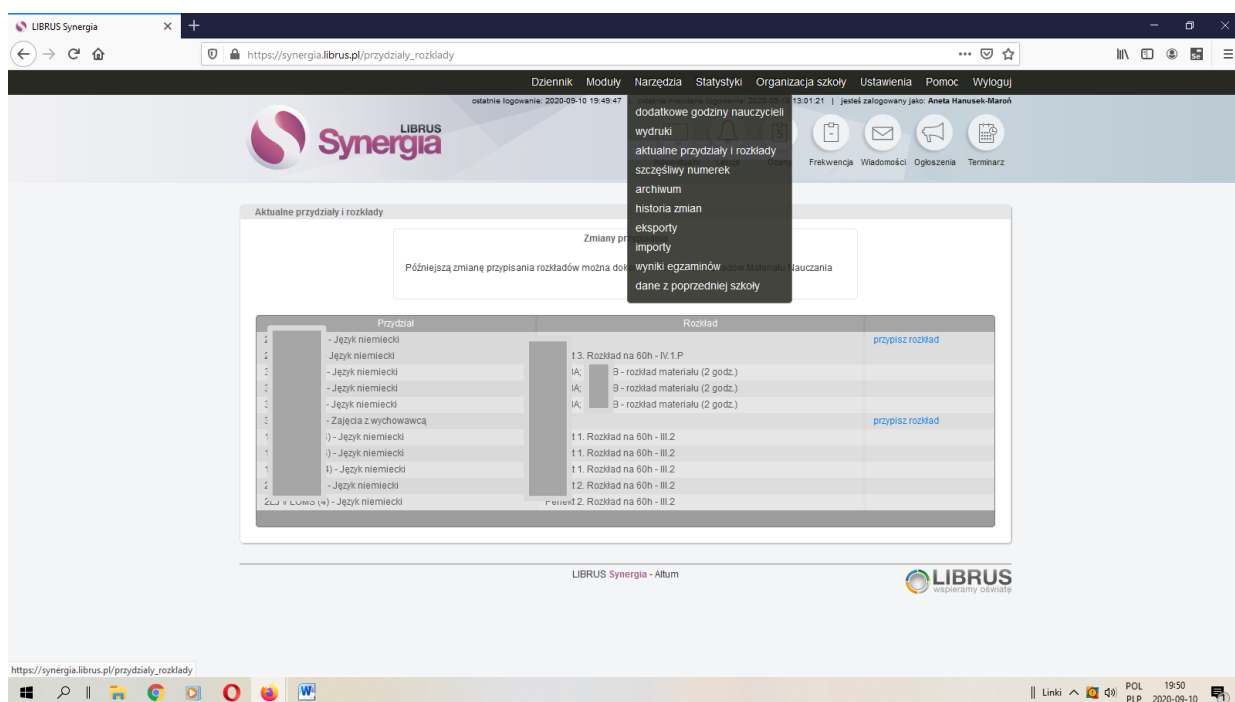 LIBRUS Synergia
https://synergia.librus.pl/przydzialy_rozklady
Dziennik Moduły Narzędzia Statystyki Organizacja szkoły Ustawienia Pomoc Wyloguj
ostatnie logowanie: 2020-09-10 19:49:47 13:01:21 | jesteś zalogowany jako: Aneta Hanusek-Maroń
LIBRUS
Synergia
dodatkowe godziny nauczycieli
wydruki
aktualne przydziały i rozkłady
szczęśliwy numerek
archiwum
historia zmian
eksporty
importy
wyniki egzaminów
dane z poprzedniej szkoły
Frekwencja Wiadomości Ogłoszenia Terminarz
Aktualne przydziały i rozkłady
Zmiany
Późniejszą zmianę przypisania rozkładów można Nauczania
Przydział Rozkład
- Język niemiecki przypisz rozkład
Język niemiecki t 3. Rozkład na 60h - IV.1.P
- Język niemiecki IA; B - rozkład materiału (2 godz.)
- Język niemiecki IA; B - rozkład materiału (2 godz.)
- Język niemiecki IA; B - rozkład materiału (2 godz.)
- Zajęcia z wychowawcą przypisz rozkład
) - Język niemiecki t 1. Rozkład na 60h - III.2
) - Język niemiecki t 1. Rozkład na 60h - III.2
4) - Język niemiecki t 1. Rozkład na 60h - III.2
- Język niemiecki t 2. Rozkład na 60h - III.2
(4) - Język niemiecki Perfekt 2. Rozkład na 60h - III.2
LIBRUS Synergia - Altum
LIBRUS
wspieramy oświatę
https://synergia.librus.pl/przydzialy_rozklady
Linki POL 19:50
PLP 2020-09-10